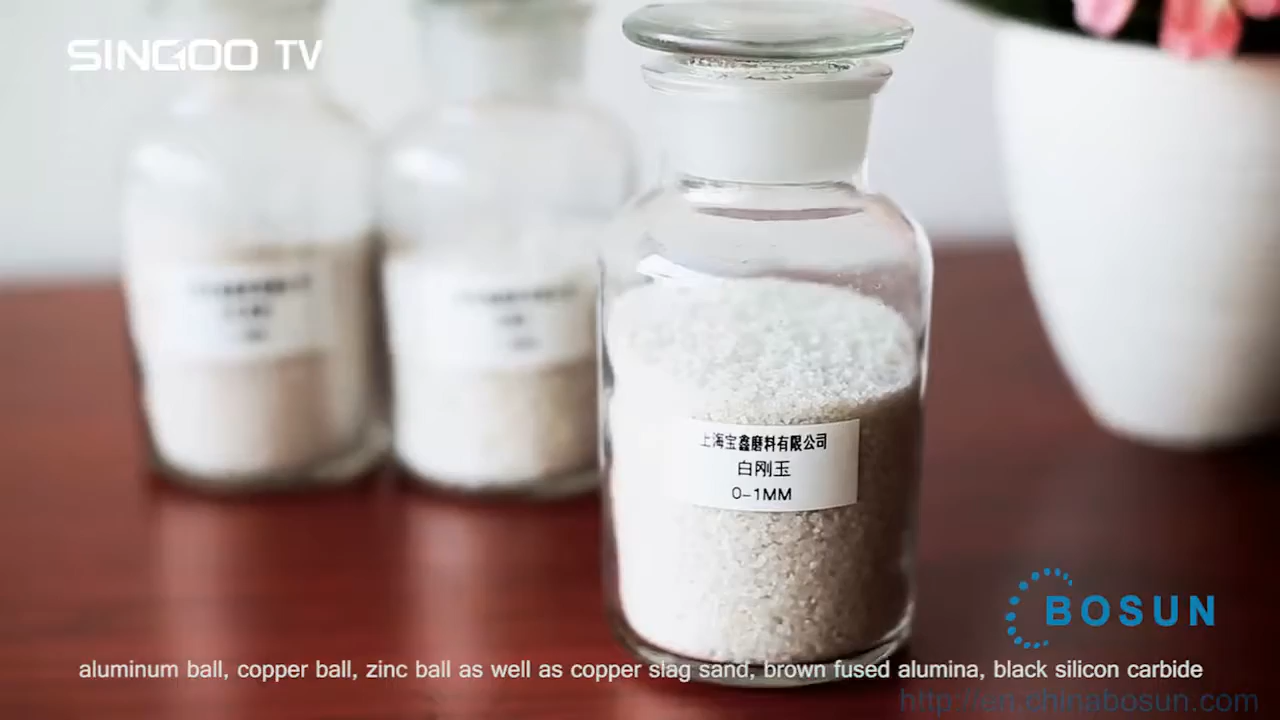 SINGOO TV
上海宝鑫磨料有限公司
白刚玉
0-1MM
BOSUN
aluminum ball, copper ball, zinc ball as well as copper slag sand, brown fused alumina, black silicon carbide
http://en.chinabosun.com